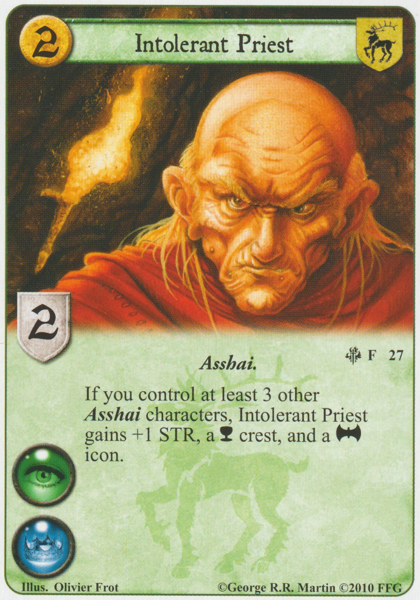 2
Intolerant Priest
2
Asshai.
F 27
If you control at least 3 other
Asshai characters, Intolerant Priest
gains +1 STR, a crest, and a
icon.
Illus. Olivier Frot
©George R.R. Martin ©2010 FFG